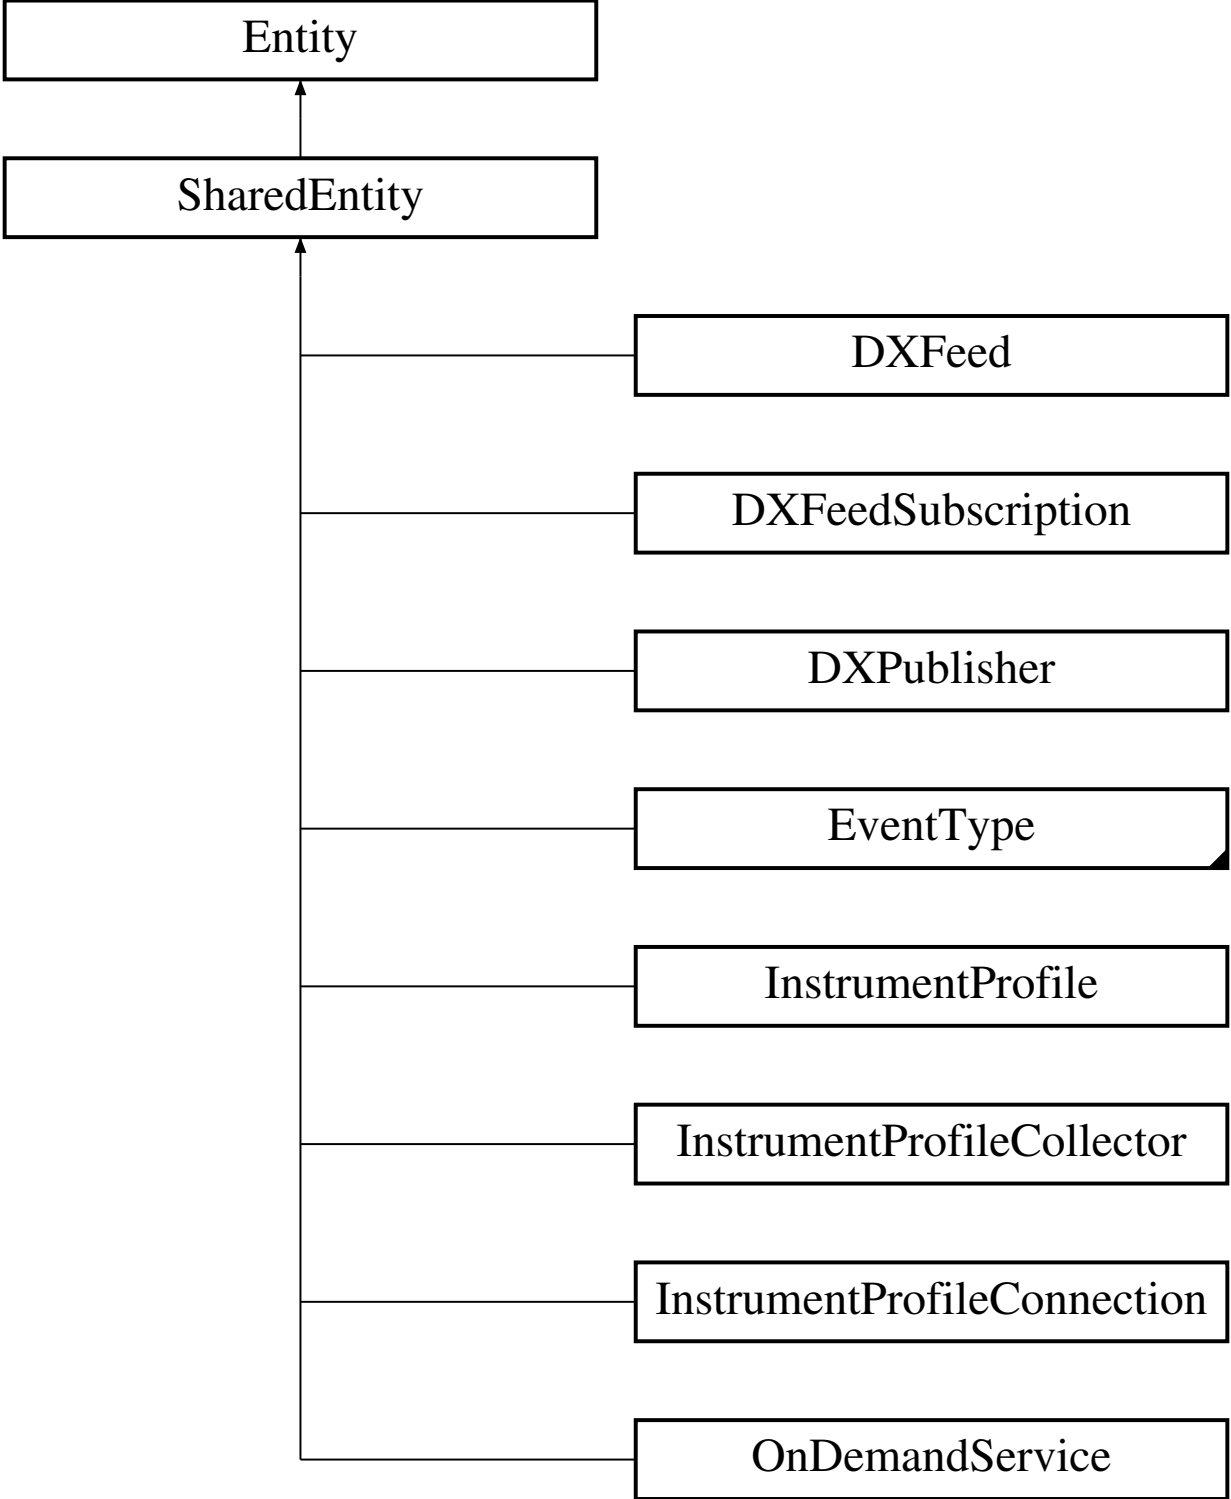 Entity
SharedEntity
DXFeed
DXFeedSubscription
DXPublisher
EventType
InstrumentProfile
InstrumentProfileCollector
InstrumentProfileConnection
OnDemandService